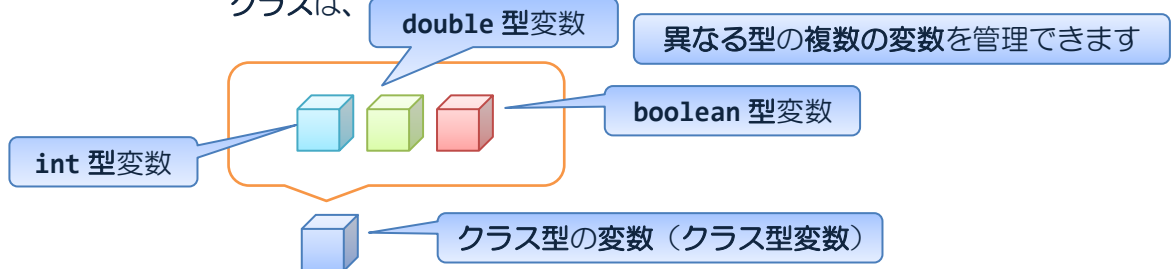 クラスは、
double 型変数
異なる型の複数の変数を管理できます
boolean 型変数
int 型変数
クラス型の変数（クラス型変数）